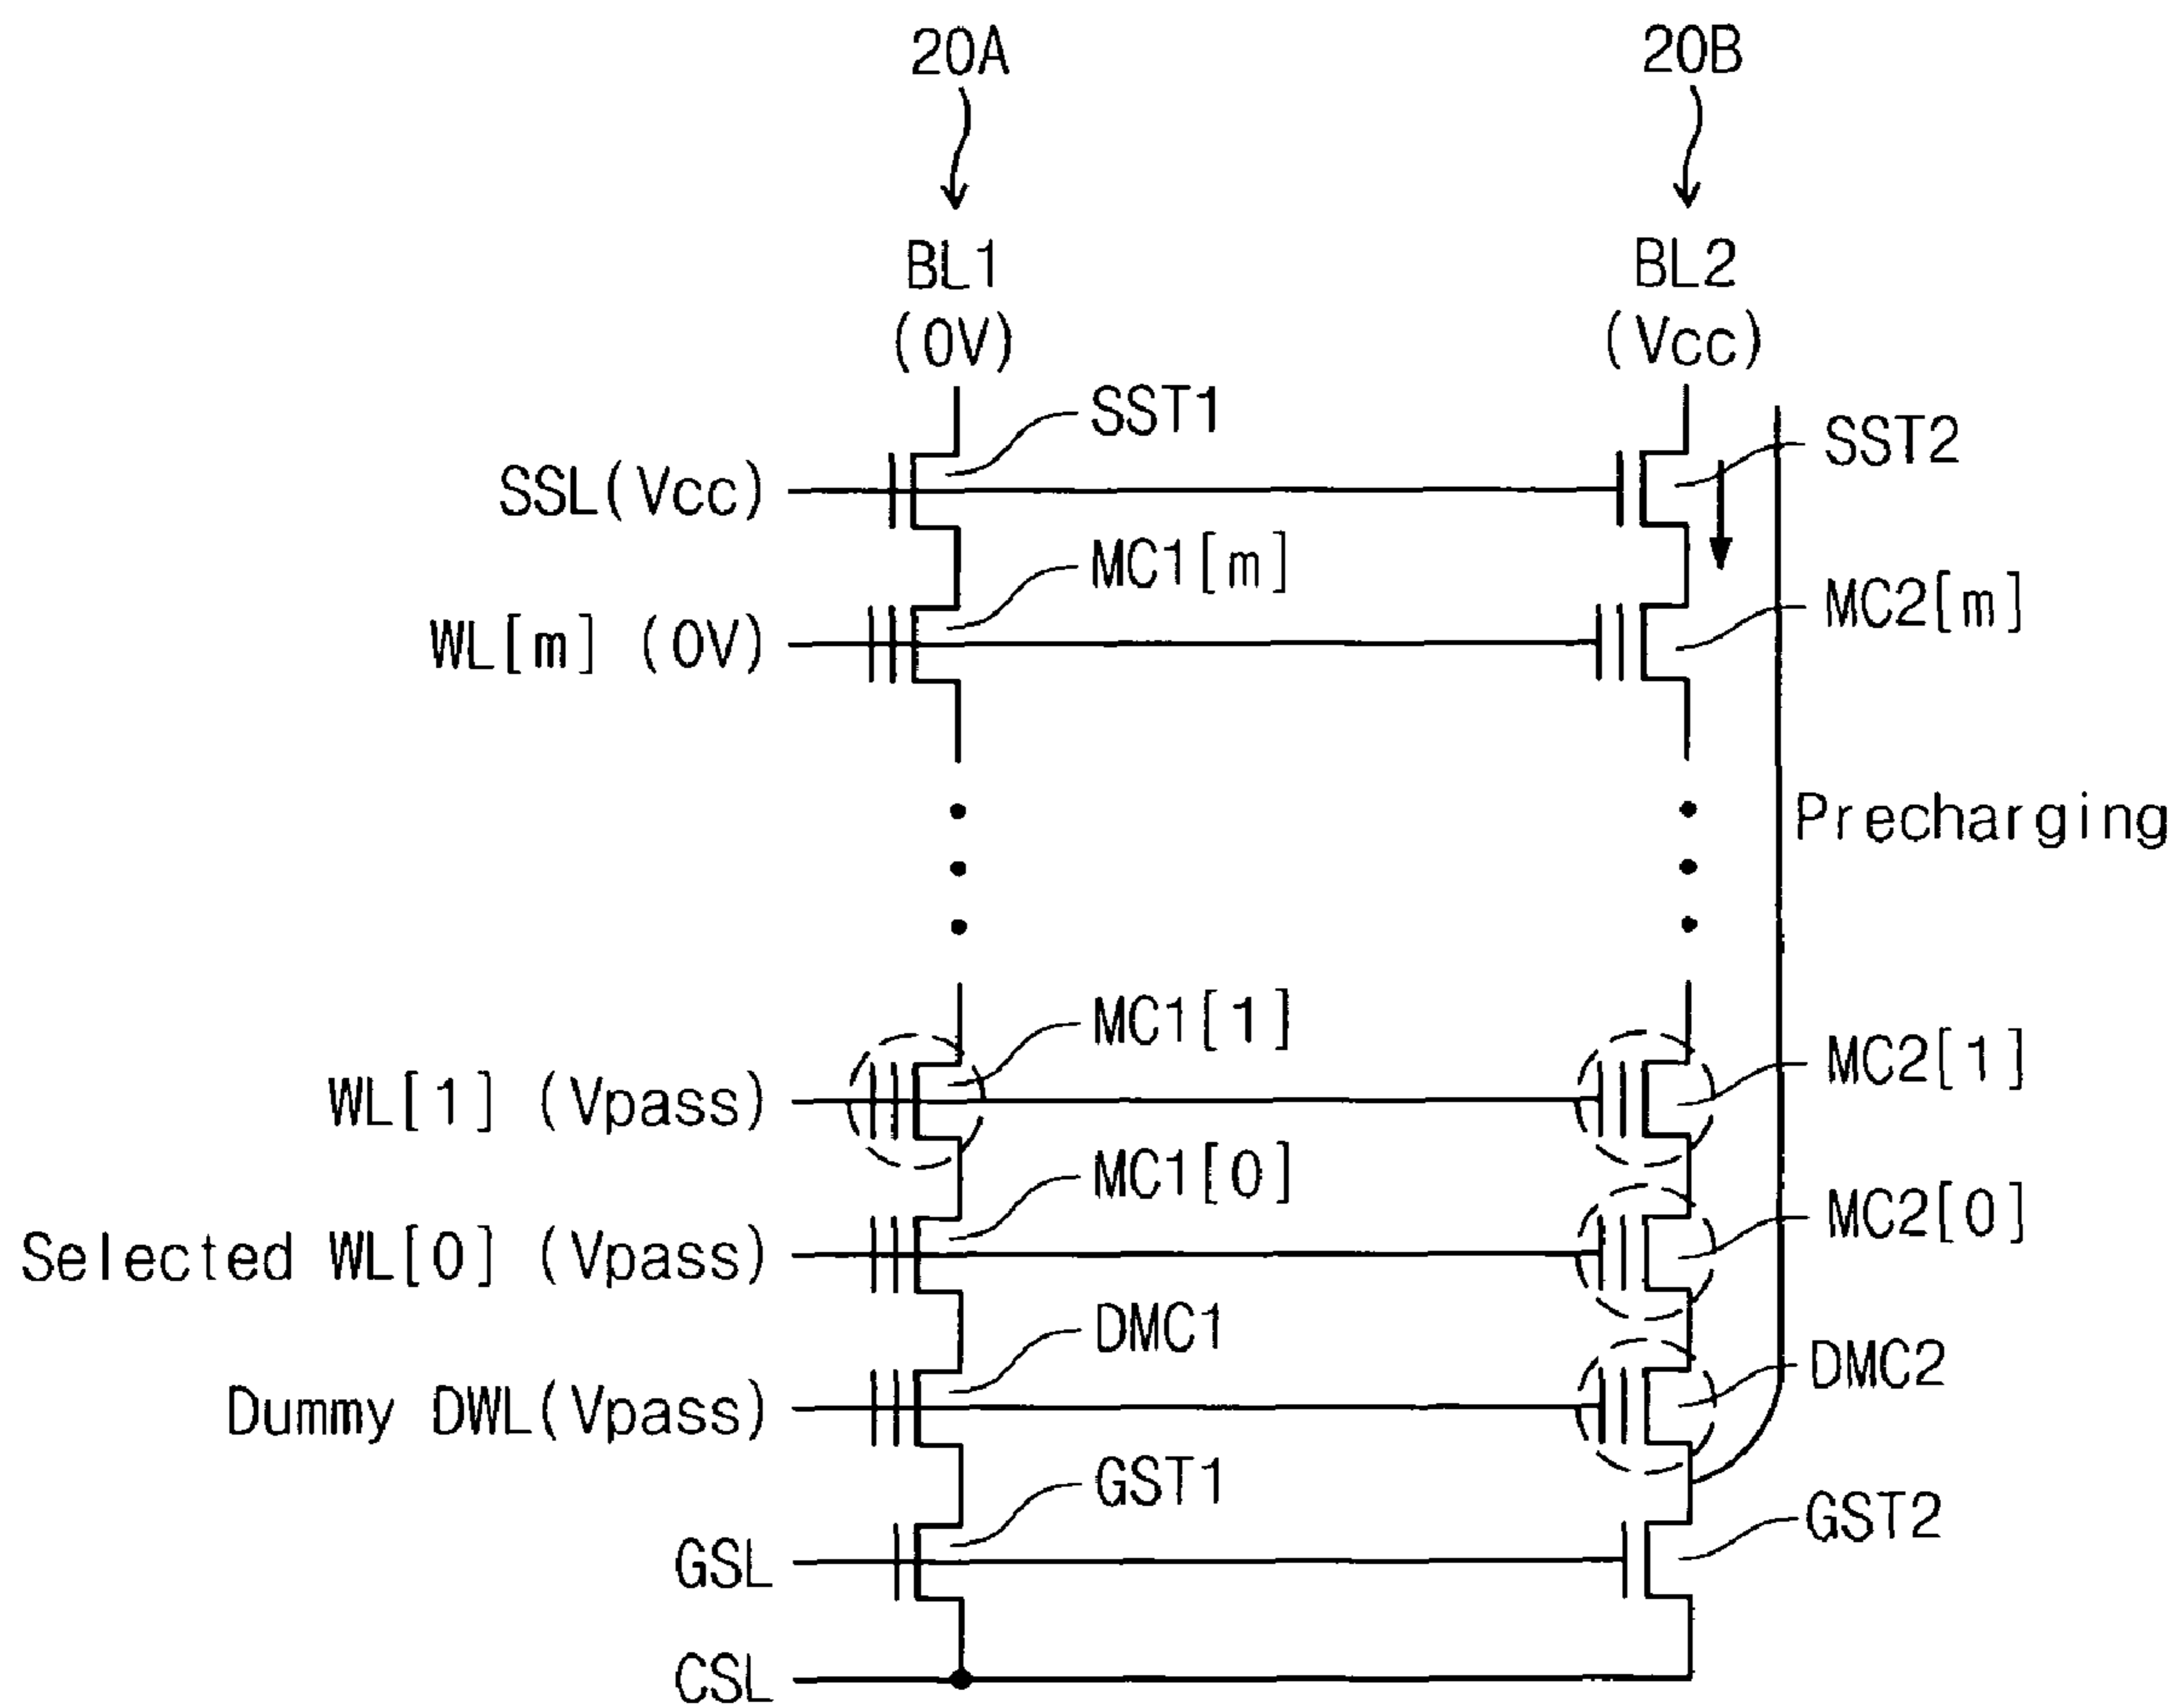 20A 20B
BL1 BL2
(0V) (Vcc)
SST1
SST2
SSL(Vcc)
MC1[m]
MC2[m]
WL[m] (0V)
Precharging
MC1[1]
MC2[1]
WL[1] (Vpass)
MC1[0]
MC2[0]
Selected WL[0] (Vpass)
DMC1
DMC2
Dummy DWL(Vpass)
GST1
GST2
GSL
CSL